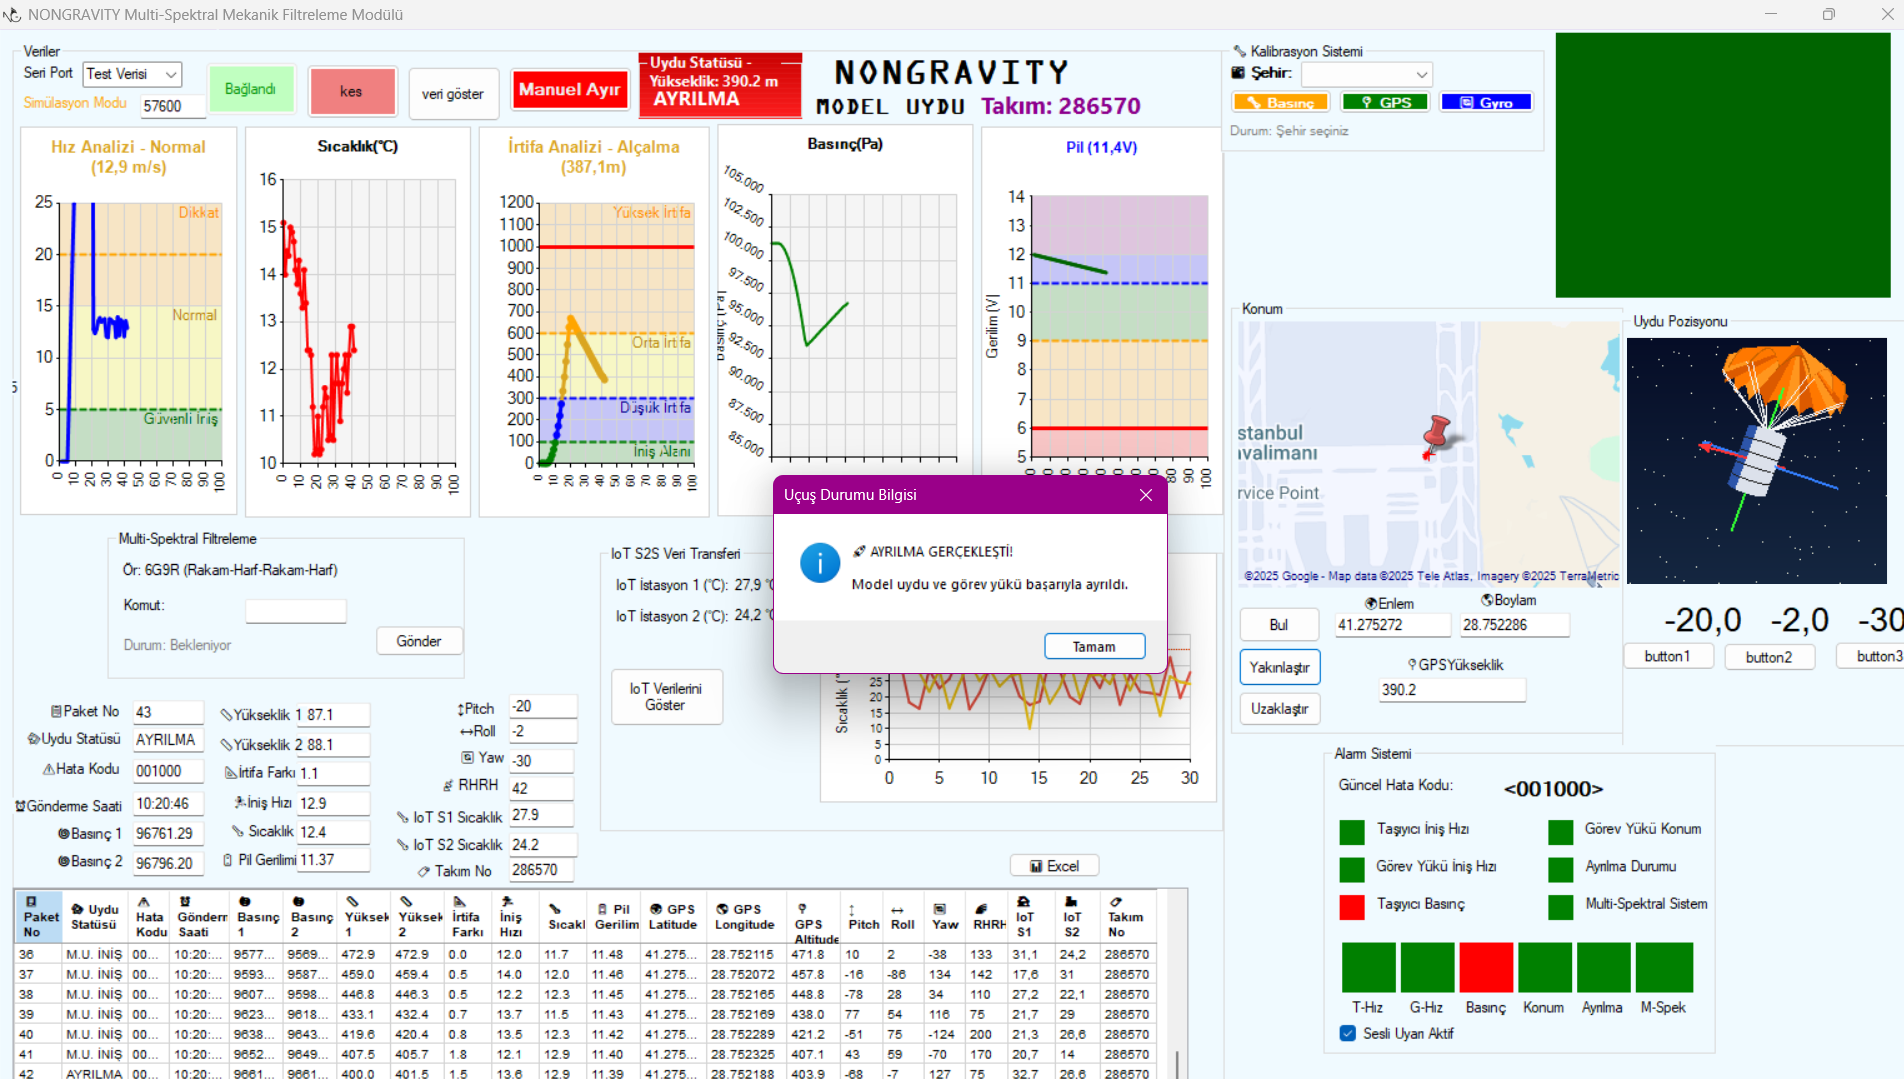 NONGRAVITY Multi-Spektral Mekanik Filtreleme Modülü
Veriler
Seri Port Test Verisi
Simülasyon Modu 57600
Bağlandı
kes
veri göster
Manuel Ayır
Uydu Statüsü -
Yükseklik: 390.2 m
AYRILMA
NONGRAVITY
MODEL UYDU Takım: 286570
Kalibrasyon Sistemi
Şehir:
Basınç GPS Gyro
Durum: Şehir seçiniz
Hız Analizi - Normal
(12,9 m/s)
25
20
15
10
5
0
Dikkat
Normal
Güvenli İniş
0 10 20 30 40 50 60 70 80 90 100
Sıcaklık(°C)
16
15
14
13
12
11
10
0 10 20 30 40 50 60 70 80 90 100
İrtifa Analizi - Alçalma
(387,1m)
1200
1100
1000
900
800
700
600
500
400
300
200
100
0
Yüksek İrtifa
Orta İrtifa
Düşük İrtifa
İniş Alanı
0 10 20 30 40 50 60 70 80 90 100
Basınç(Pa)
105.000
102.500
100.000
97.500
95.000
92.500
90.000
87.500
85.000
Pil (11,4V)
Gerilim (V)
14
13
12
11
10
9
8
7
6
5
80 90 100
Konum
stanbul
avalimanı
rvice Point
©2025 Google - Map data ©2025 Tele Atlas, Imagery ©2025 TerraMetric
Uydu Pozisyonu
-20,0 -2,0 -30
button1 button2 button3
Bul
Yakınlaştır
Uzaklaştır
Enlem Boylam
41.275272 28.752286
GPSYükseklik
390.2
Uçuş Durumu Bilgisi
AYRILMA GERÇEKLEŞTİ!
Model uydu ve görev yükü başarıyla ayrıldı.
Tamam
Multi-Spektral Filtreleme
Ör: 6G9R (Rakam-Harf-Rakam-Harf)
Komut:
Durum: Bekleniyor
Gönder
IoT S2S Veri Transferi
IoT İstasyon 1 (°C): 27,9 °C
IoT İstasyon 2 (°C): 24,2 °C
IoT Verilerini
Göster
Sıcaklık (°
25
20
15
10
5
0
0 5 10 15 20 25 30
Paket No 43
Uydu Statüsü AYRILMA
Hata Kodu 001000
Gönderme Saati 10:20:46
Basınç 1 96761.29
Basınç 2 96796.20
Yükseklik 1 87.1
Yükseklik 2 88.1
İrtifa Farkı 1.1
İniş Hızı 12.9
Sıcaklık 12.4
Pil Gerilimi 11.37
Pitch -20
Roll -2
Yaw -30
RHRH 42
IoT S1 Sıcaklık 27.9
IoT S2 Sıcaklık 24.2
Takım No 286570
Excel
Alarm Sistemi
Güncel Hata Kodu: <001000>
Taşıyıcı İniş Hızı Görev Yükü Konum
Görev Yükü İniş Hızı Ayrılma Durumu
Taşıyıcı Basınç Multi-Spektral Sistem
T-Hız G-Hız Basınç Konum Ayrılma M-Spek
Sesli Uyarı Aktif
Paket No Uydu Statüsü Hata Kodu Gönderm Saati Basınç 1 Basınç 2 Yüksek 1 Yüksek 2 İrtifa Farkı İniş Hızı Sıcakl Pil Gerilim GPS Latitude GPS Longitude GPS Altitude Pitch Roll Yaw RHRH IoT S1 IoT S2 Takım No
36 M.U. İNİŞ 00... 10:20:... 9577... 9569... 472.9 472.9 0.0 12.0 11.7 11.48 41.275... 28.752115 471.8 10 2 -38 133 31,1 24,2 286570
37 M.U. İNİŞ 00... 10:20:... 9593... 9587... 459.0 459.4 0.5 14.0 12.0 11.46 41.275... 28.752072 457.8 -16 -86 134 142 17,6 31 286570
38 M.U. İNİŞ 00... 10:20:... 9607... 9598... 446.8 446.3 0.5 12.2 12.3 11.45 41.275... 28.752165 448.8 -78 28 34 110 27,2 22,1 286570
39 M.U. İNİŞ 00... 10:20:... 9623... 9618... 433.1 432.4 0.7 13.7 11.5 11.43 41.275... 28.752169 438.0 77 54 116 75 21,7 29 286570
40 M.U. İNİŞ 00... 10:20:... 9638... 9643... 419.6 420.4 0.8 13.5 12.3 11.42 41.275... 28.752289 421.2 -51 75 -124 200 21,3 26,6 286570
41 M.U. İNİŞ 00... 10:20:... 9652... 9649... 407.5 405.7 1.8 12.1 12.9 11.40 41.275... 28.752325 407.1 43 59 -70 170 20,7 14 286570
42 AYRILMA 00... 10:20:... 9661... 9661... 400.0 401.5 1.5 13.6 12.9 11.39 41.275... 28.752188 403.9 -68 -7 127 75 32,7 26,6 286570